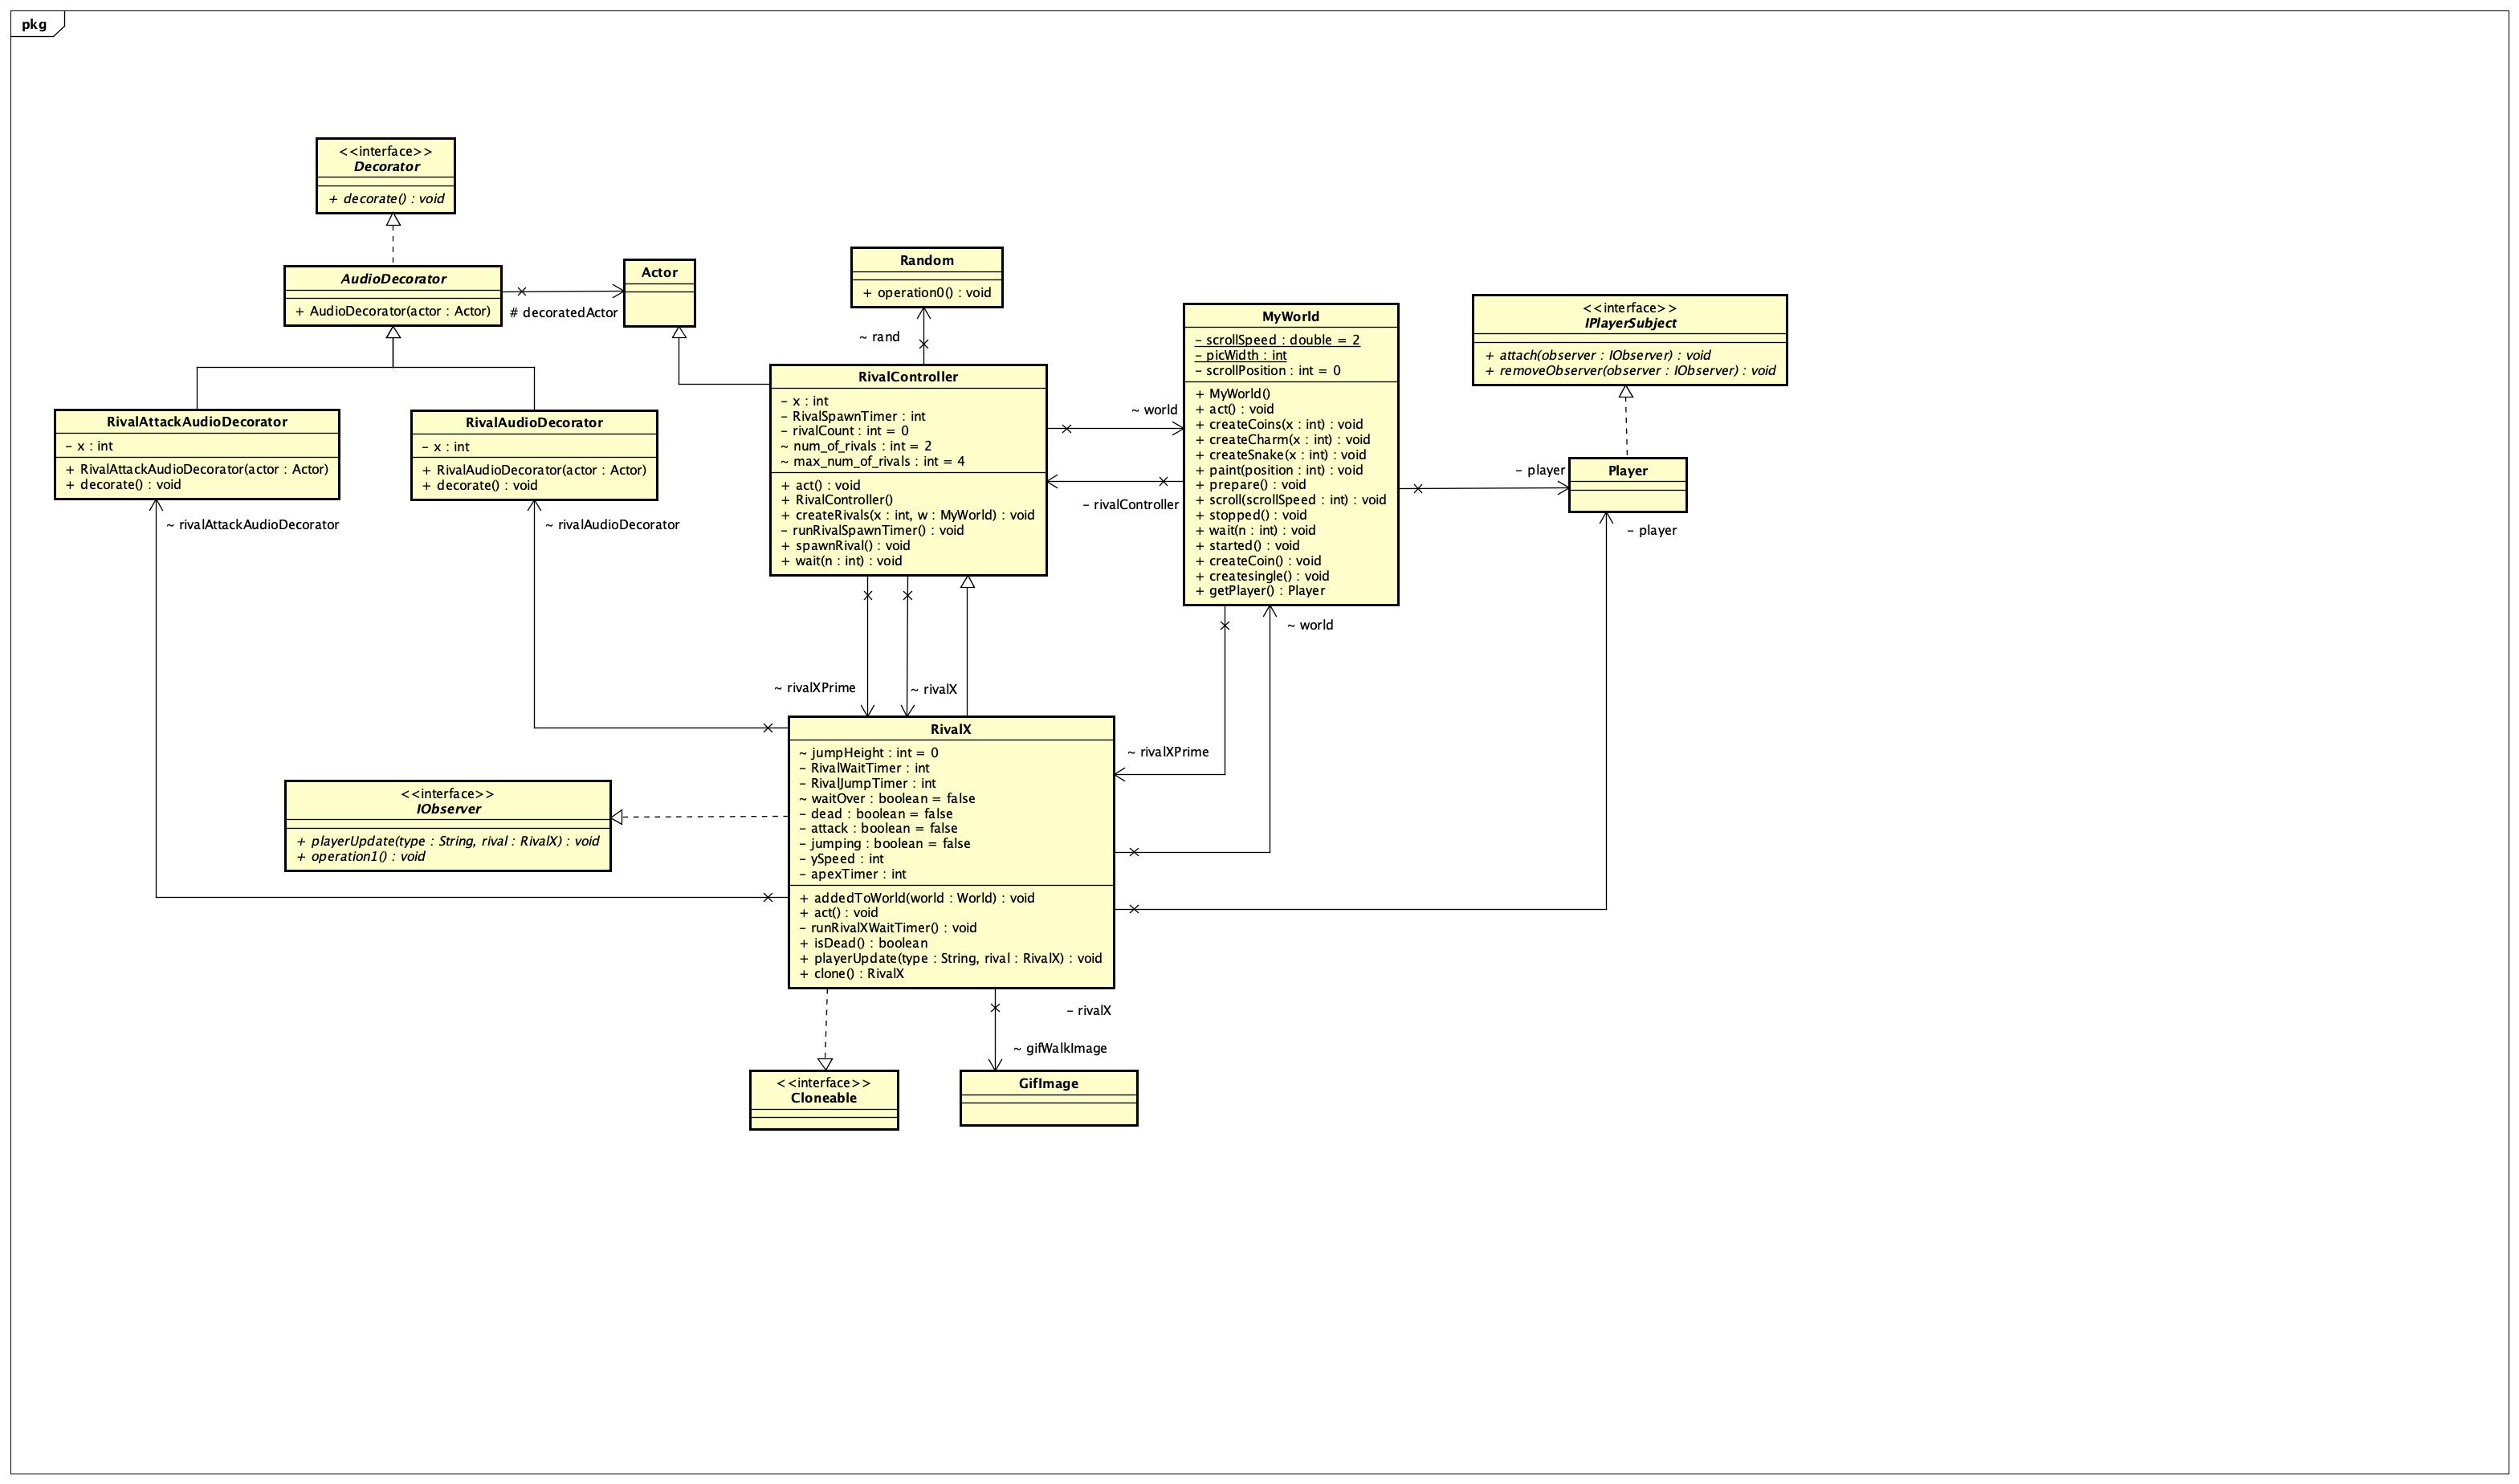 pkg
<<interface>>
Decorator
+ decorate() : void
AudioDecorator
+ AudioDecorator(actor : Actor)
# decoratedActor
Actor
Random
+ operation0() : void
~ rand
RivalAttackAudioDecorator
– x : int
+ RivalAttackAudioDecorator(actor : Actor)
+ decorate() : void
~ rivalAttackAudioDecorator
RivalAudioDecorator
– x : int
+ RivalAudioDecorator(actor : Actor)
+ decorate() : void
~ rivalAudioDecorator
RivalController
– x : int
– RivalSpawnTimer : int
– rivalCount : int = 0
~ num_of_rivals : int = 2
~ max_num_of_rivals : int = 4
+ act() : void
+ RivalController()
+ createRivals(x : int, w : MyWorld) : void
– runRivalSpawnTimer() : void
+ spawnRival() : void
+ wait(n : int) : void
~ world
– rivalController
MyWorld
– scrollSpeed : double = 2
– picWidth : int
– scrollPosition : int = 0
+ MyWorld()
+ act() : void
+ createCoins(x : int) : void
+ createCharm(x : int) : void
+ createSnake(x : int) : void
+ paint(position : int) : void
+ prepare() : void
+ scroll(scrollSpeed : int) : void
+ stopped() : void
+ wait(n : int) : void
+ started() : void
+ createCoin() : void
+ createsingle() : void
+ getPlayer() : Player
<<interface>>
IPlayerSubject
+ attach(observer : IObserver) : void
+ removeObserver(observer : IObserver) : void
– player
Player
– player
~ world
~ rivalXPrime
~ rivalX
~ rivalXPrime
RivalX
~ jumpHeight : int = 0
– RivalWaitTimer : int
– RivalJumpTimer : int
~ waitOver : boolean = false
– dead : boolean = false
– attack : boolean = false
– jumping : boolean = false
– ySpeed : int
– apexTimer : int
+ addedToWorld(world : World) : void
+ act() : void
– runRivalXWaitTimer() : void
+ isDead() : boolean
+ playerUpdate(type : String, rival : RivalX) : void
+ clone() : RivalX
<<interface>>
IObserver
+ playerUpdate(type : String, rival : RivalX) : void
+ operation1() : void
– rivalX
~ gifWalkImage
<<interface>>
Cloneable
GifImage